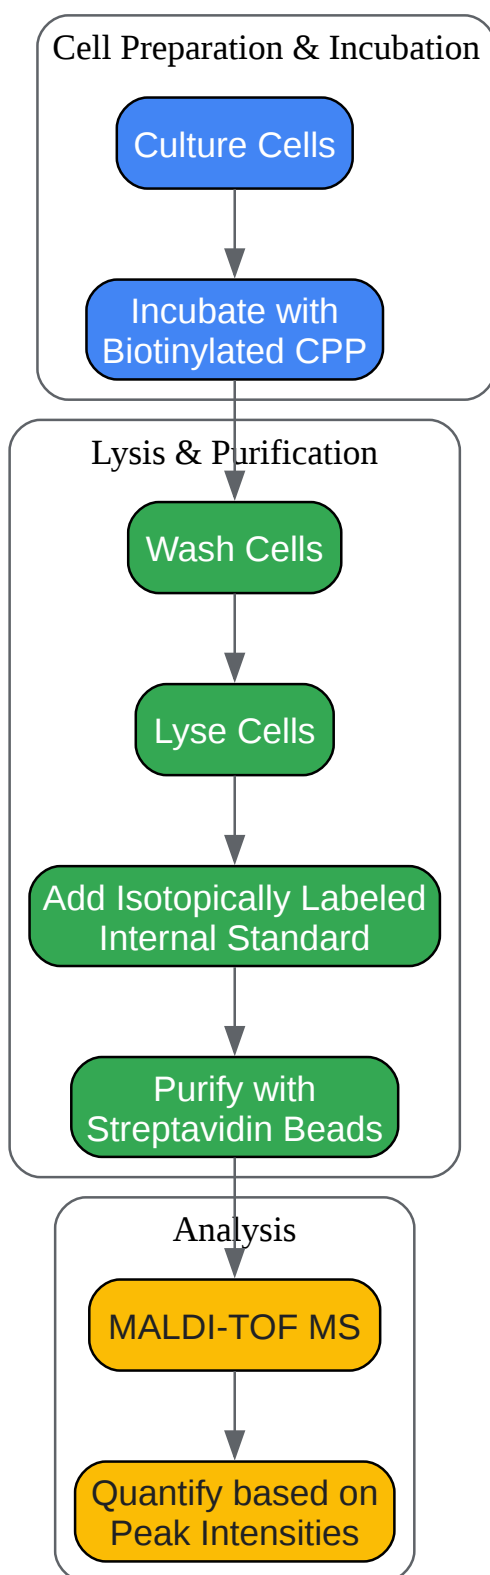 Cell Preparation & Incubation
Culture Cells
Incubate with
Biotinylated CPP
Lysis & Purification
Wash Cells
Lyse Cells
Add Isotopically Labeled
Internal Standard
Purify with
Streptavidin Beads
Analysis
MALDI-TOF MS
Quantify based on
Peak Intensities